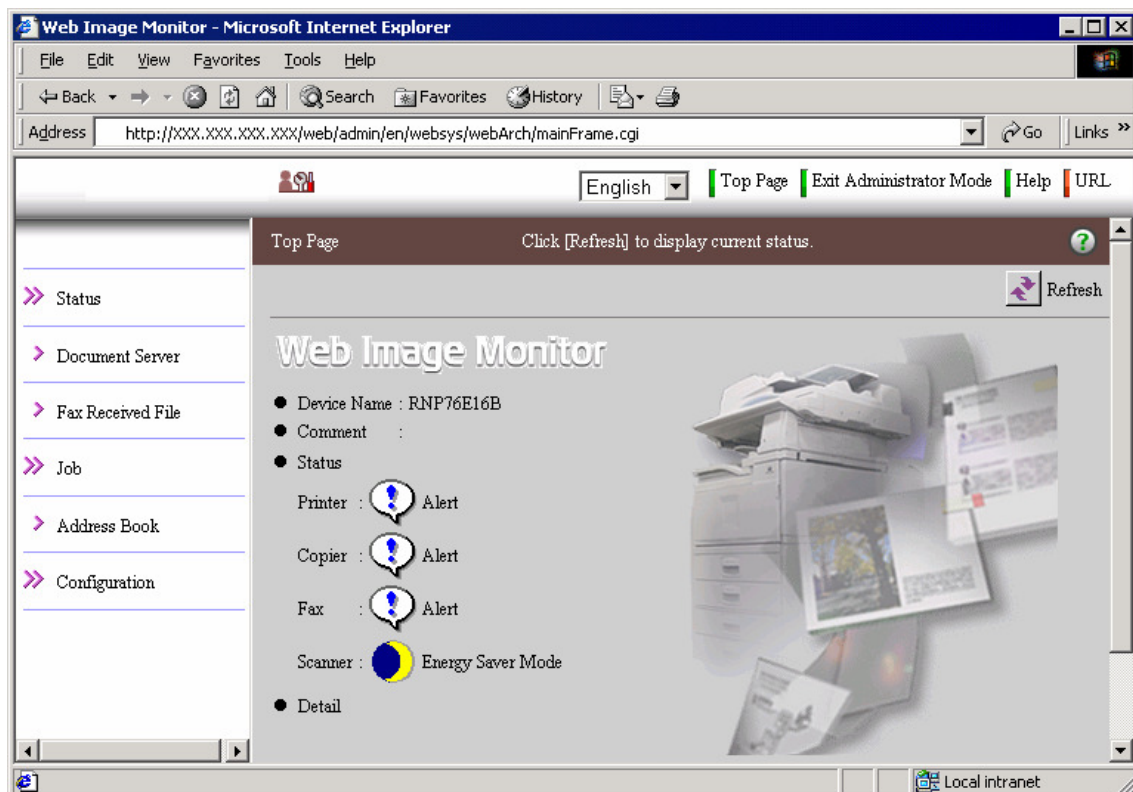 Web Image Monitor - Microsoft Internet Explorer
File Edit View Favorites Tools Help
Back Search Favorites History
Address http://XXX.XXX.XXX.XXX/web/admin/en/websys/webArch/mainFrame.cgi Go Links »
English Top Page Exit Administrator Mode Help URL
Top Page Click [Refresh] to display current status. ?
Refresh
Status
Document Server
Fax Received File
Job
Address Book
Configuration
Web Image Monitor
● Device Name : RNP76E16B
● Comment :
● Status
Printer : Alert
Copier : Alert
Fax : Alert
Scanner : Energy Saver Mode
● Detail
Local intranet